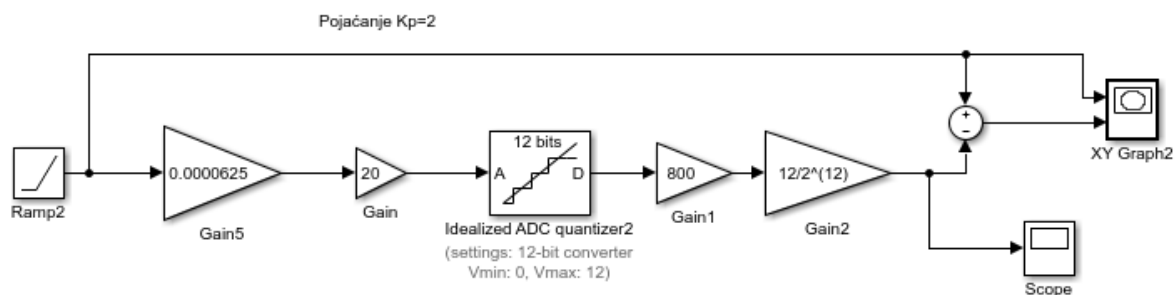 Pojaćanje Kp=2
+
−
XY Graph2
Ramp2
0.0000625
Gain5
20
Gain
12 bits
A
D
Idealized ADC quantizer2
(settings: 12-bit converter
Vmin: 0, Vmax: 12)
800
Gain1
12/2^(12)
Gain2
Scope